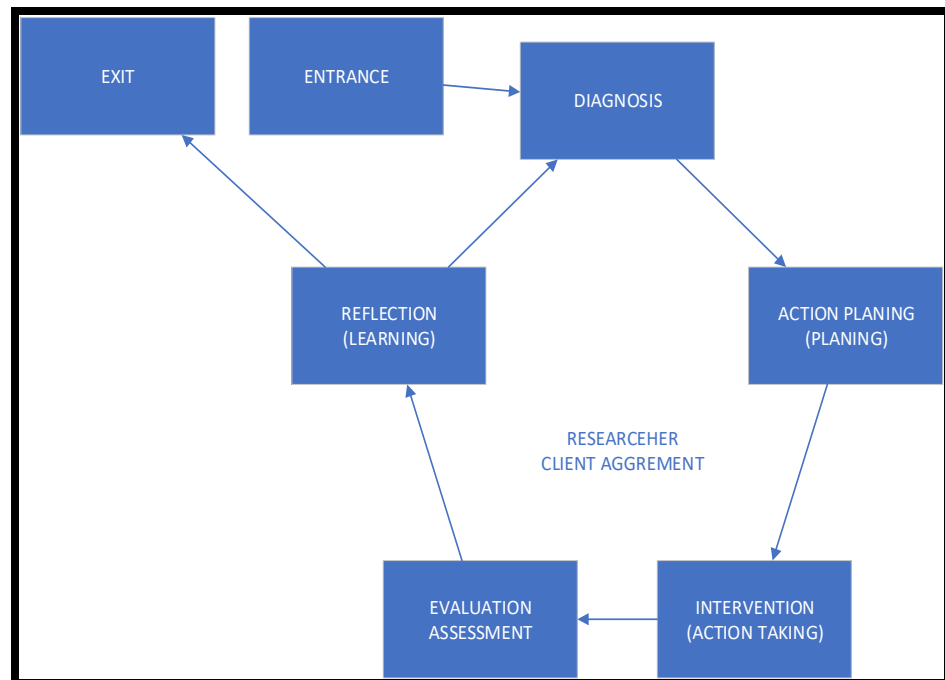 EXIT
ENTRANCE
DIAGNOSIS
REFLECTION
(LEARNING)
ACTION PLANING
(PLANING)
RESEARCEHER
CLIENT AGGREMENT
EVALUATION
ASSESSMENT
INTERVENTION
(ACTION TAKING)